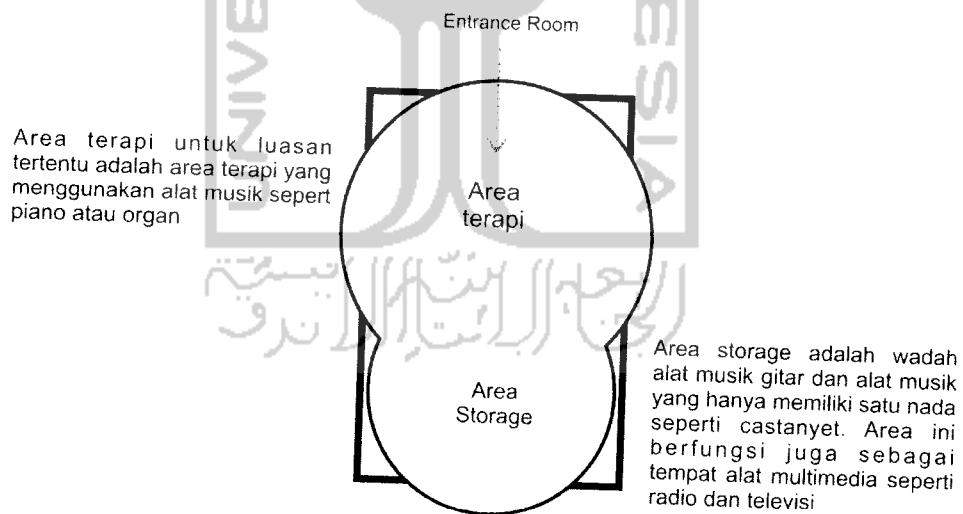 Entrance Room
Area terapi untuk luasan
tertentu adalah area terapi yang
menggunakan alat musik sepert
piano atau organ
Area
terapi
Area
Storage
Area storage adalah wadah
alat musik gitar dan alat musik
yang hanya memiliki satu nada
seperti castanyet. Area ini
berfungsi juga sebagai
tempat alat multimedia seperti
radio dan televisi
UNIVE
ESIA